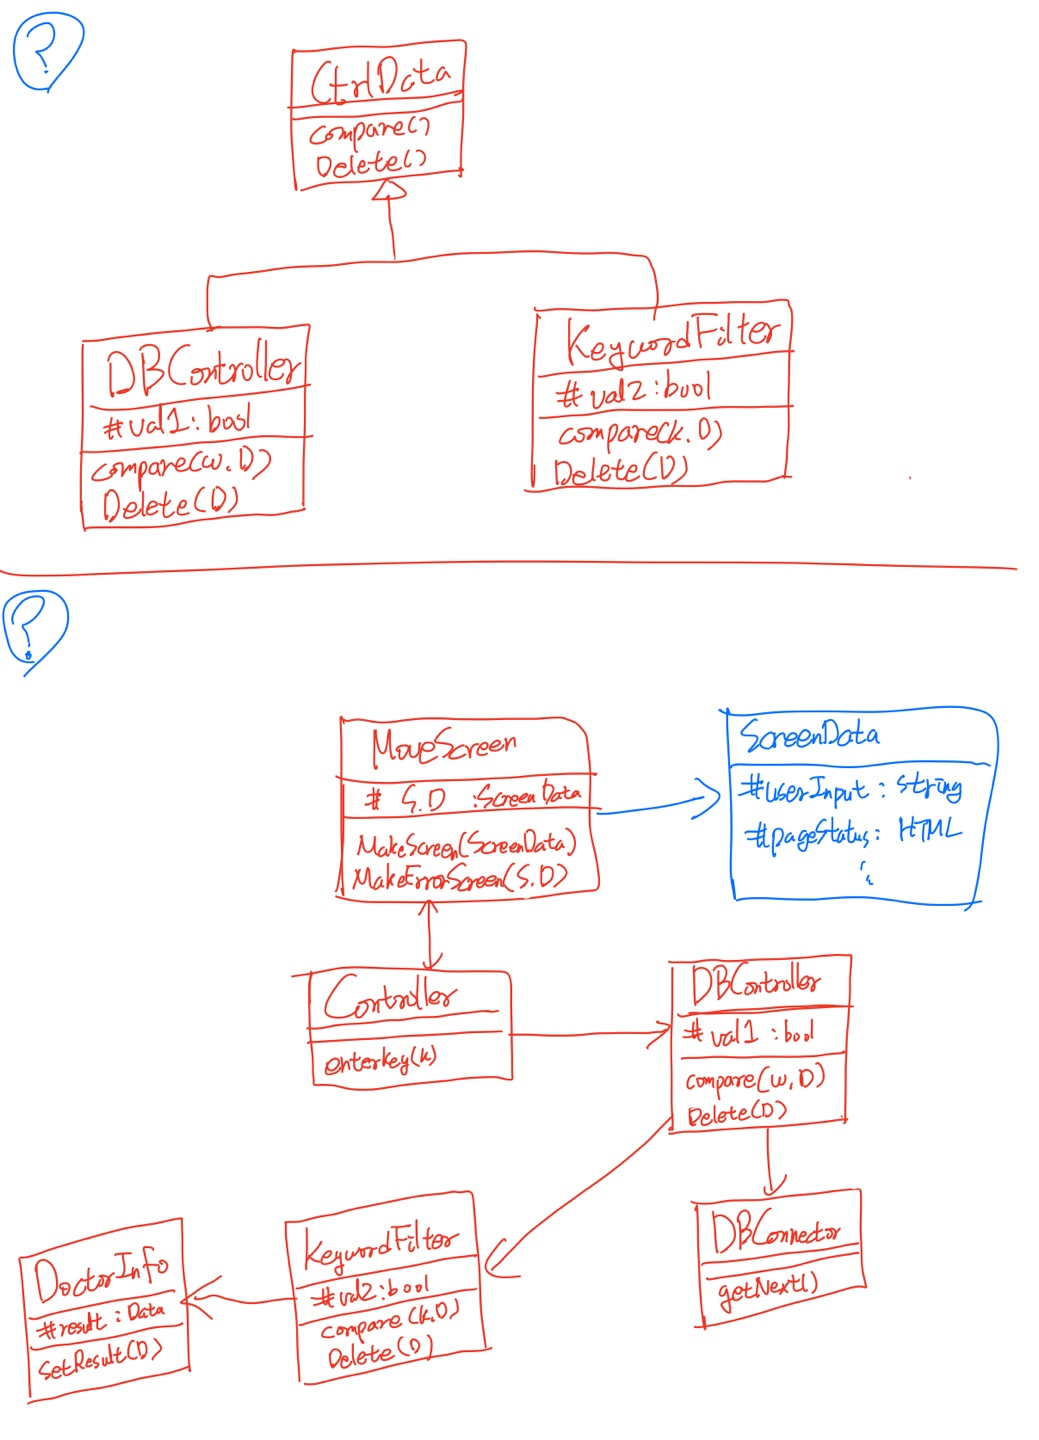 ?
CtrlData
compare()
Delete()
DBController
#val1:bool
compare(w.D)
Delete(D)
KeywordFilter
#val2:bool
compare(k.D)
Delete(D)
?
MoveScreen
# S.D :ScreenData
MakeScreen(ScreenData)
MakeErrorScreen(S.D)
ScreenData
#userInput: string
#pageStatus: HTML
Controller
enterkey(k)
DBController
#val1:bool
compare(w,D)
Delete(D)
DBConnector
getNext()
KeywordFilter
#val2:bool
compare(k.D)
Delete(D)
DoctorInfo
#result:Data
SetResult(D)